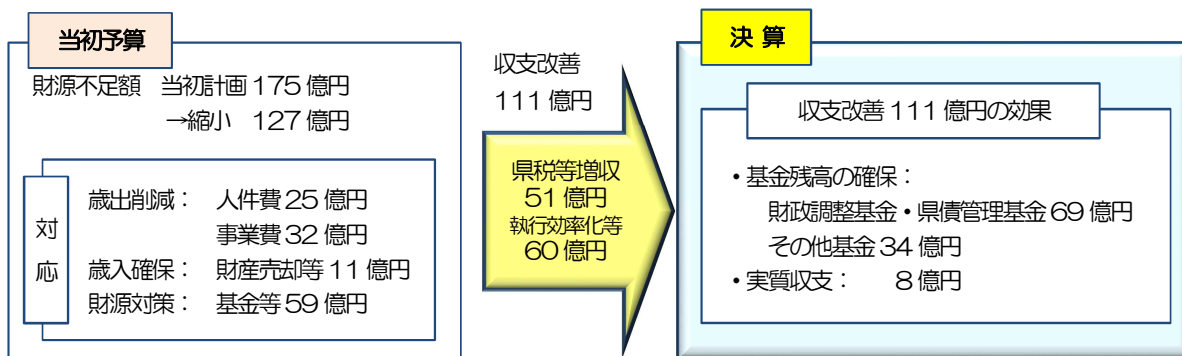 当初予算
財源不足額 当初計画 175 億円
→縮小 127 億円
対応
歳出削減： 人件費 25 億円
事業費 32 億円
歳入確保： 財産売却等 11 億円
財源対策： 基金等 59 億円
収支改善
111 億円
県税等増収
51 億円
執行効率化等
60 億円
決 算
収支改善 111 億円の効果
・基金残高の確保：
財政調整基金・県債管理基金 69 億円
その他基金 34 億円
・実質収支： 8 億円